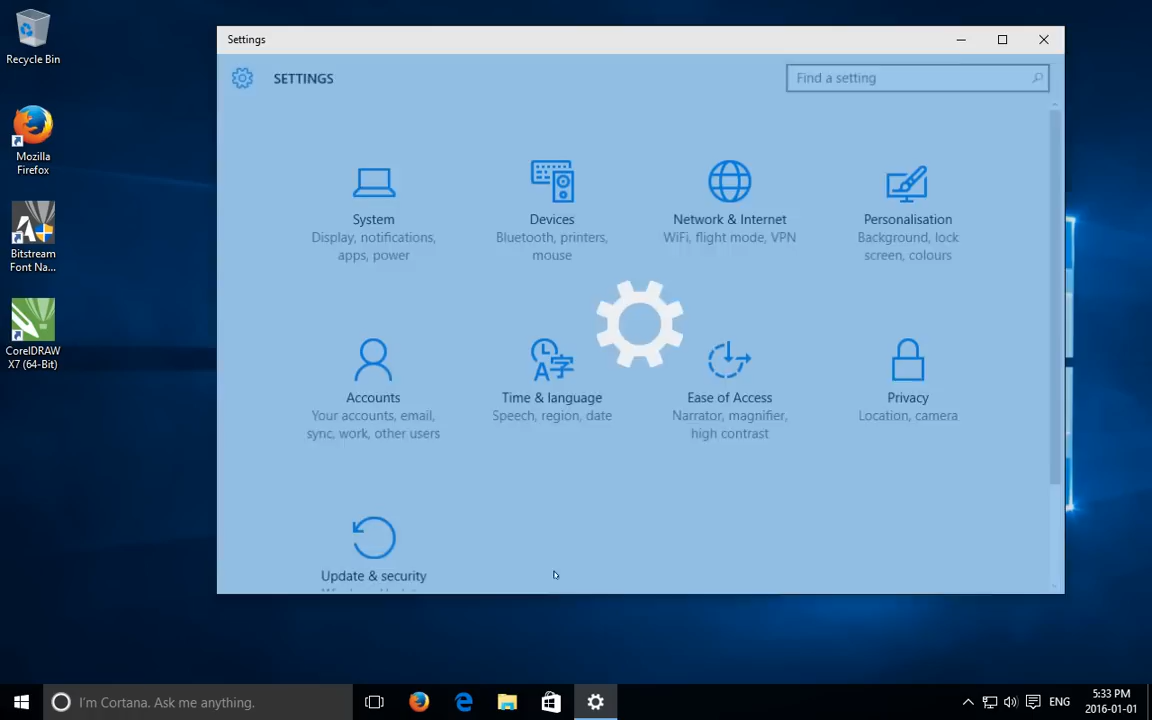 Recycle Bin
Mozilla
Firefox
Bitstream
Font Na...
CorelDRAW
X7 (64-Bit)
Settings
SETTINGS
Find a setting
System
Display, notifications,
apps, power
Devices
Bluetooth, printers,
mouse
Network & Internet
WiFi, flight mode, VPN
Personalisation
Background, lock
screen, colours
Accounts
Your accounts, email,
sync, work, other users
Time & language
Speech, region, date
Ease of Access
Narrator, magnifier,
high contrast
Privacy
Location, camera
Update & security
I'm Cortana. Ask me anything.
ENG
5:33 PM
2016-01-01